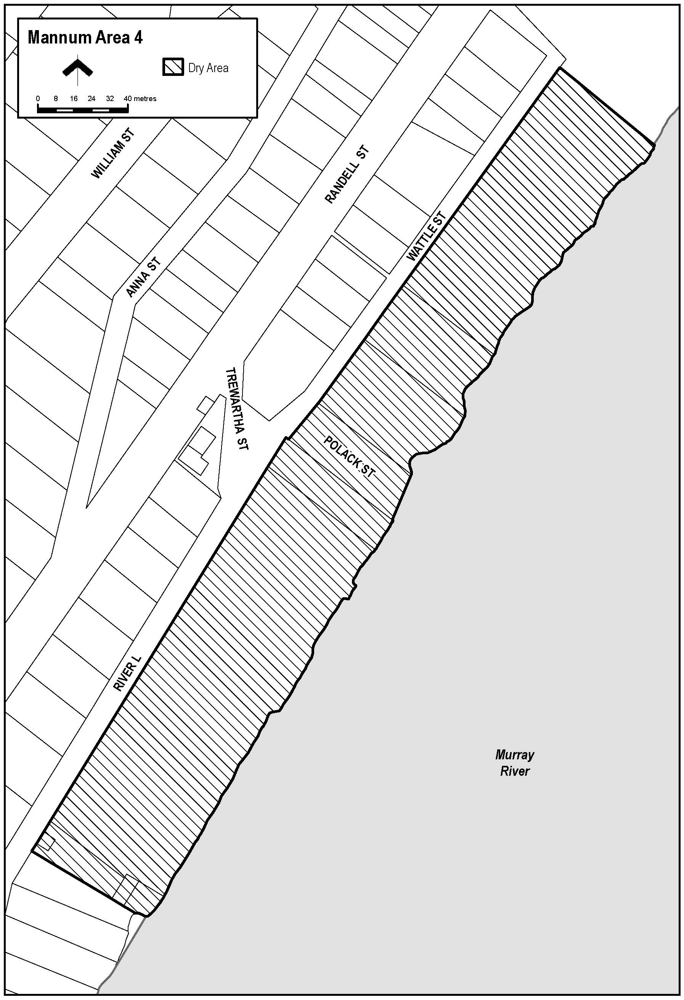 Mannum Area 4
Dry Area
0 8 16 24 32 40 metres
WILLIAM ST
RANDELL ST
WATTLE ST
ANNA ST
TREWARTHA ST
POLACK ST
RIVER L
Murray
River